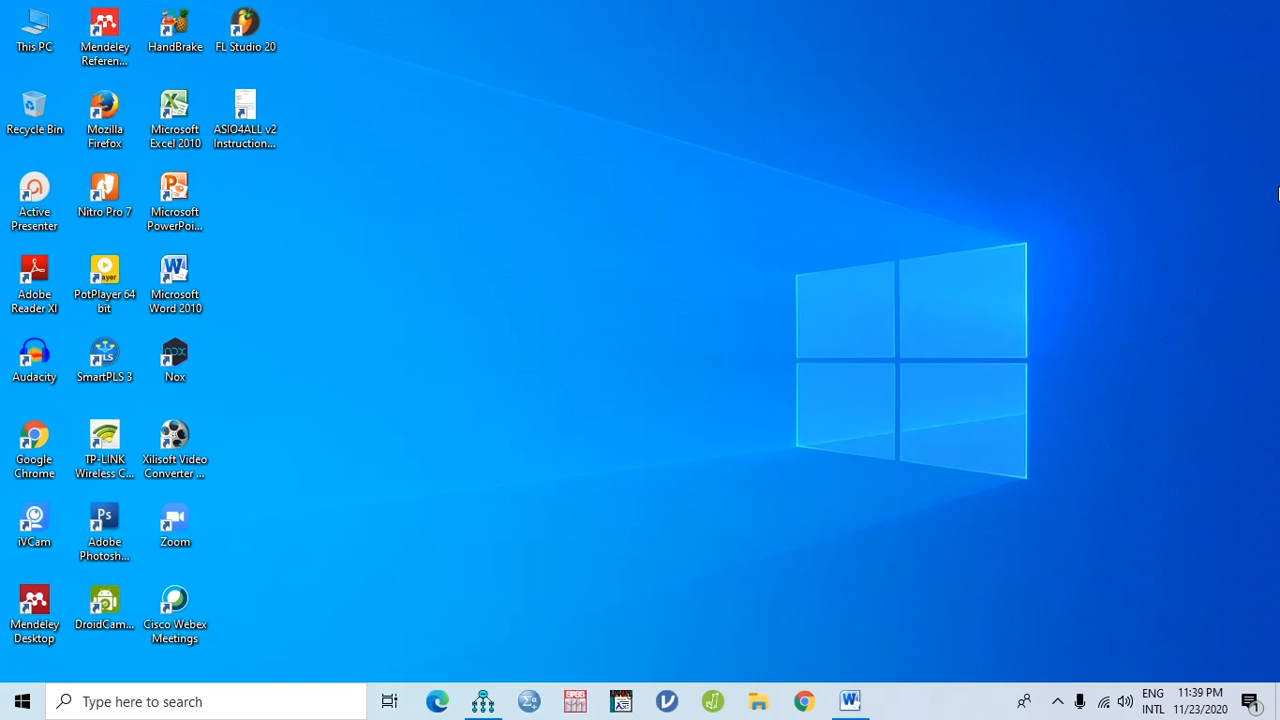 This PC
Mendeley
Referen...
HandBrake
FL Studio 20
Recycle Bin
Mozilla
Firefox
Microsoft
Excel 2010
ASIO4ALL v2
Instruction...
Active
Presenter
Nitro Pro 7
Microsoft
PowerPoi...
Adobe
Reader XI
PotPlayer 64
bit
Microsoft
Word 2010
Audacity
SmartPLS 3
Nox
Google
Chrome
TP-LINK
Wireless C...
Xilisoft Video
Converter ...
iVCam
Adobe
Photosh...
Zoom
Mendeley
Desktop
DroidCam...
Cisco Webex
Meetings
Type here to search
ENG
INTL
11:39 PM
11/23/2020
1